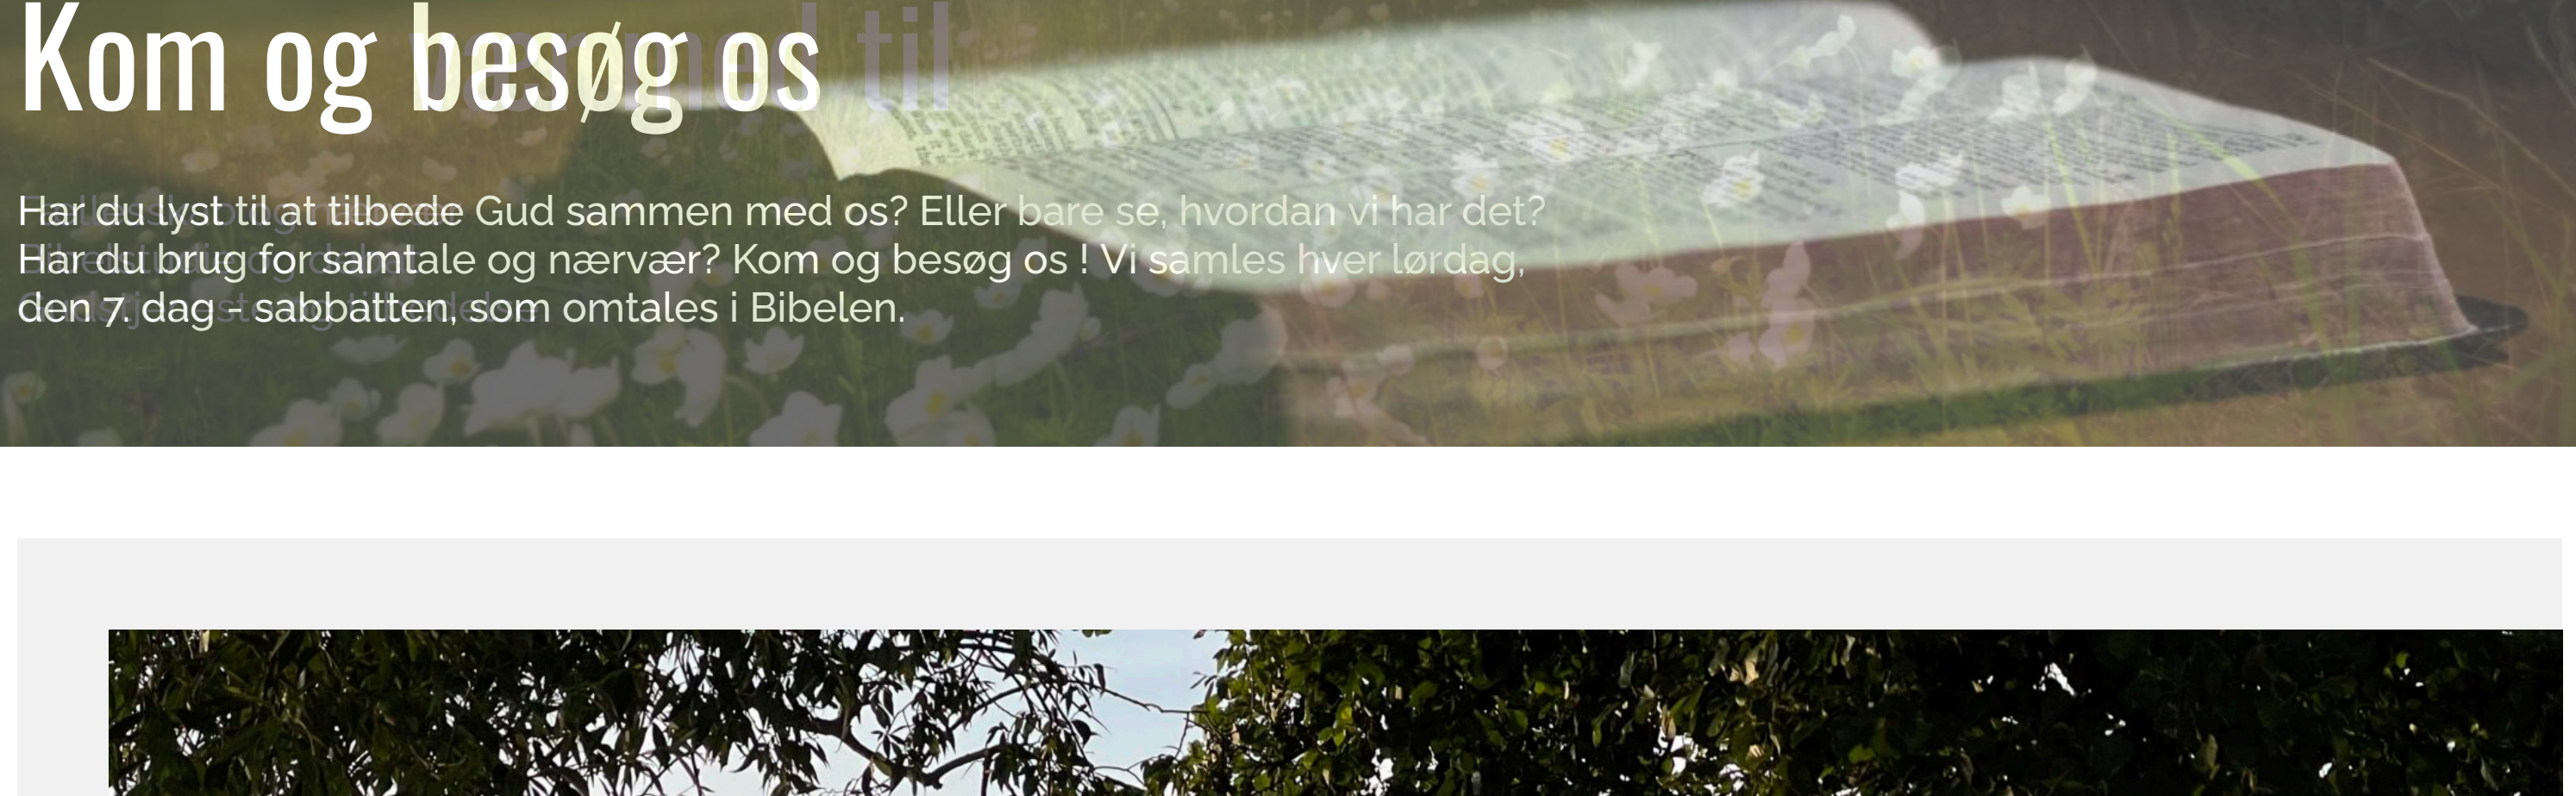 Kom og besøg os
Har du lyst til at tilbede Gud sammen med os? Eller bare se, hvordan vi har det?
Har du brug for samtale og nærvær? Kom og besøg os ! Vi samles hver lørdag,
den 7. dag - sabbatten, som omtales i Bibelen.